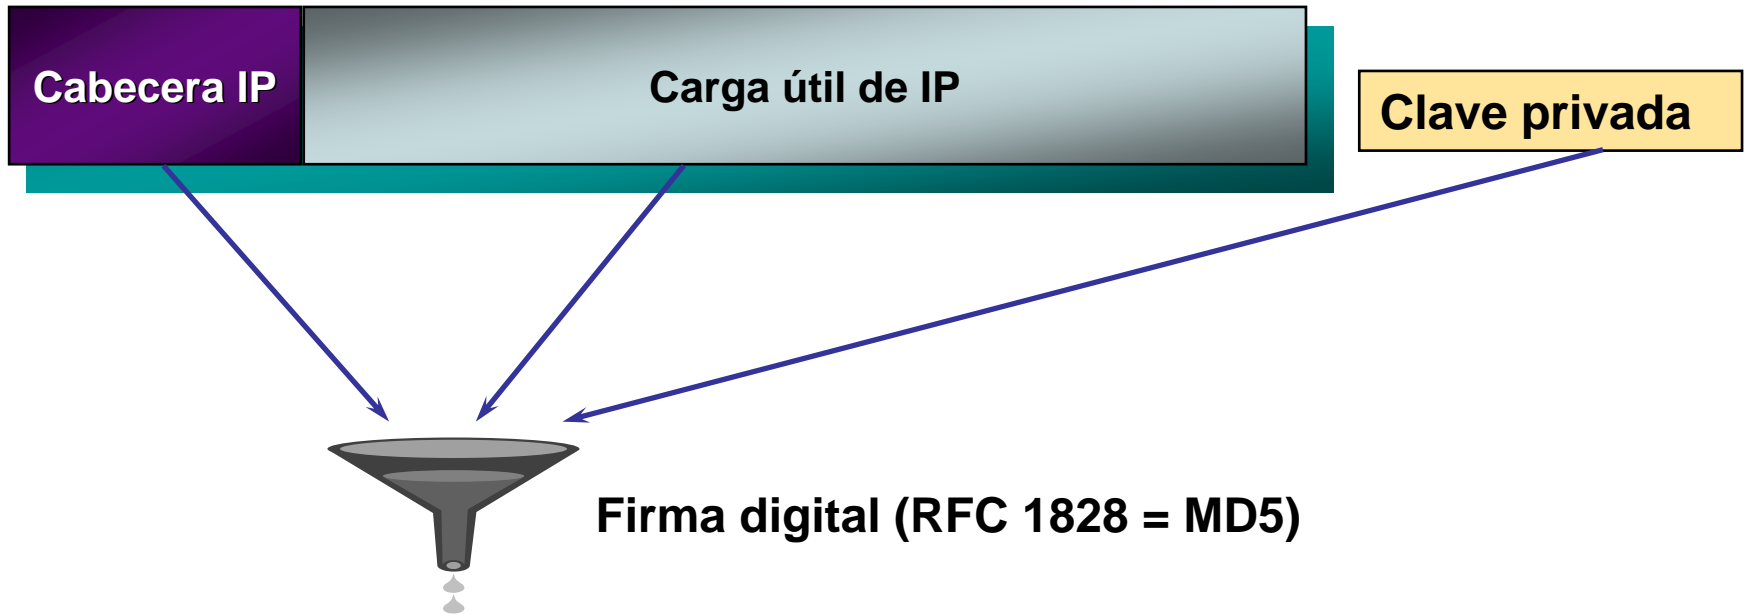 Cabecera IP
Carga útil de IP
Clave privada
Firma digital (RFC 1828 = MD5)